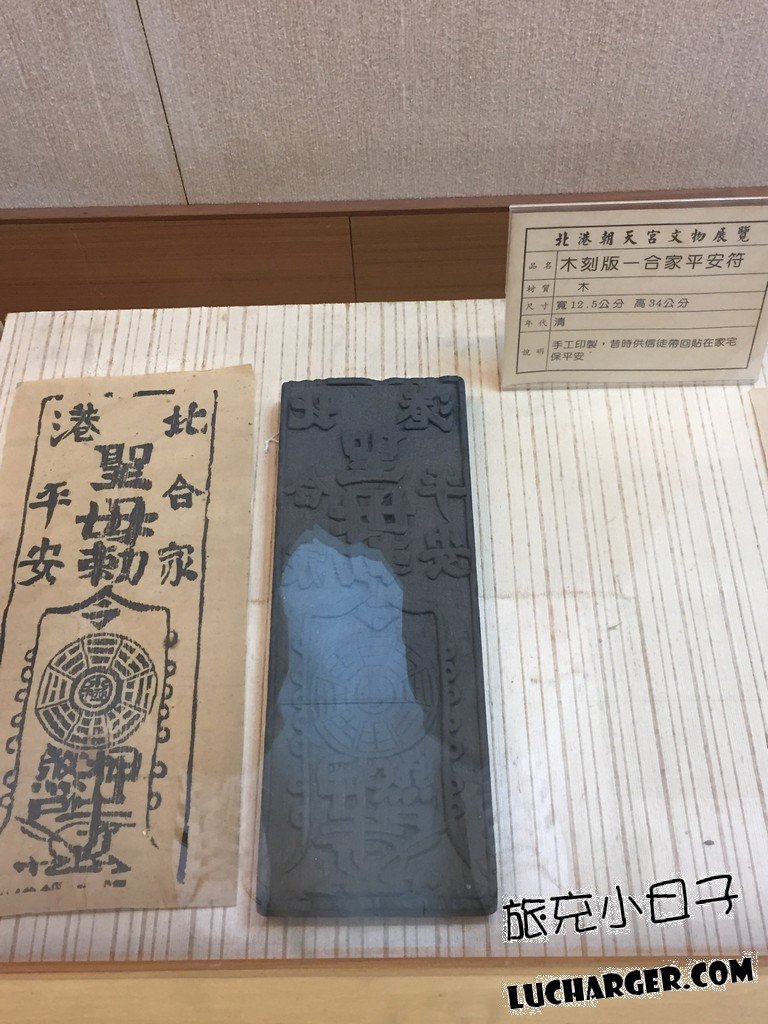 北港朝天宮文物展覽
品名 木刻版一合家平安符
材質 木
尺寸 寬12.5公分 高34公分
年代 清
說明 手工印製，昔時供信徒帶回貼在家宅
保平安
北港
聖母勅令
合家
平安
旅充小日子
LUCHARGER.COM